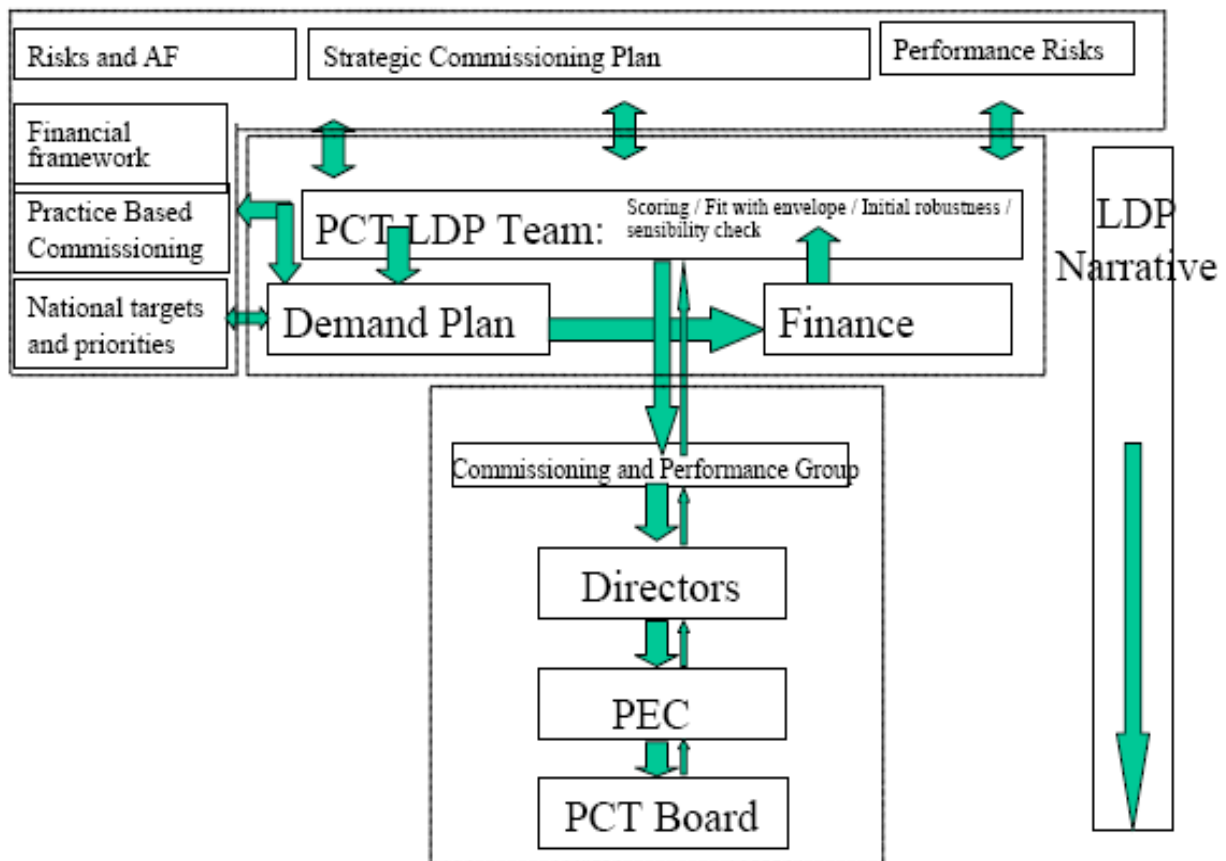 Risks and AF
Strategic Commissioning Plan
Performance Risks
Financial
framework
Practice Based
Commissioning
National targets
and priorities
PCT LDP Team:
Scoring / Fit with envelope / Initial robustness /
sensibility check
Demand Plan
Finance
LDP
Narrative
Commissioning and Performance Group
Directors
PEC
PCT Board